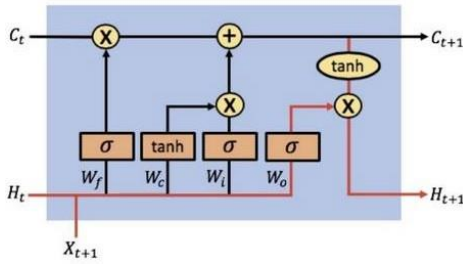 C_t × + C_{t+1}
tanh
× ×
σ tanh σ σ
W_f W_c W_i W_o
H_t H_{t+1}
X_{t+1}